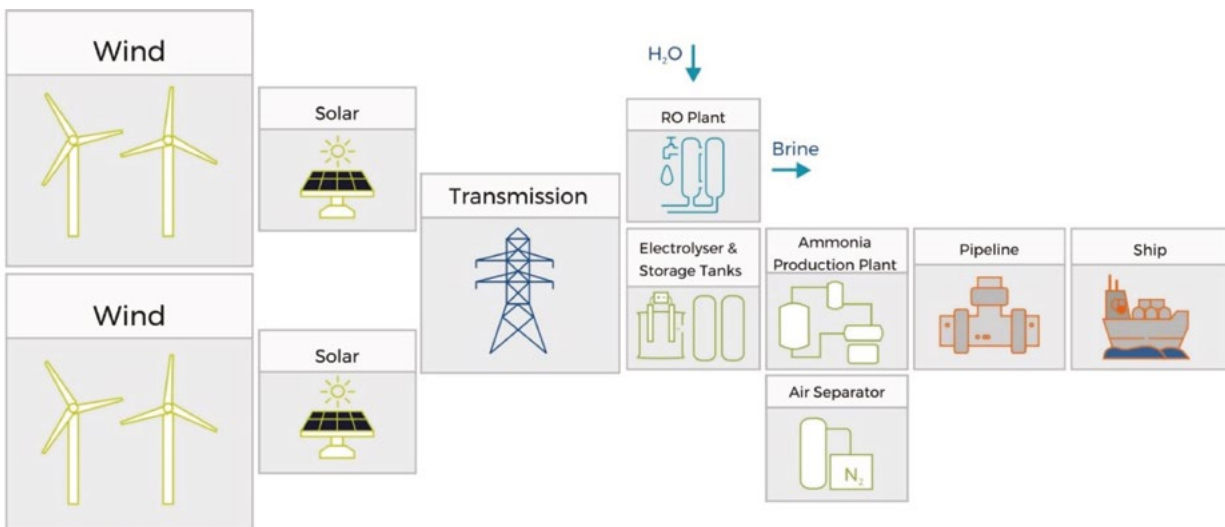 Wind
Solar
Wind
Solar
Transmission
H₂O
RO Plant
Brine
Electrolyser &
Storage Tanks
Ammonia
Production Plant
Pipeline
Ship
Air Separator
N₂